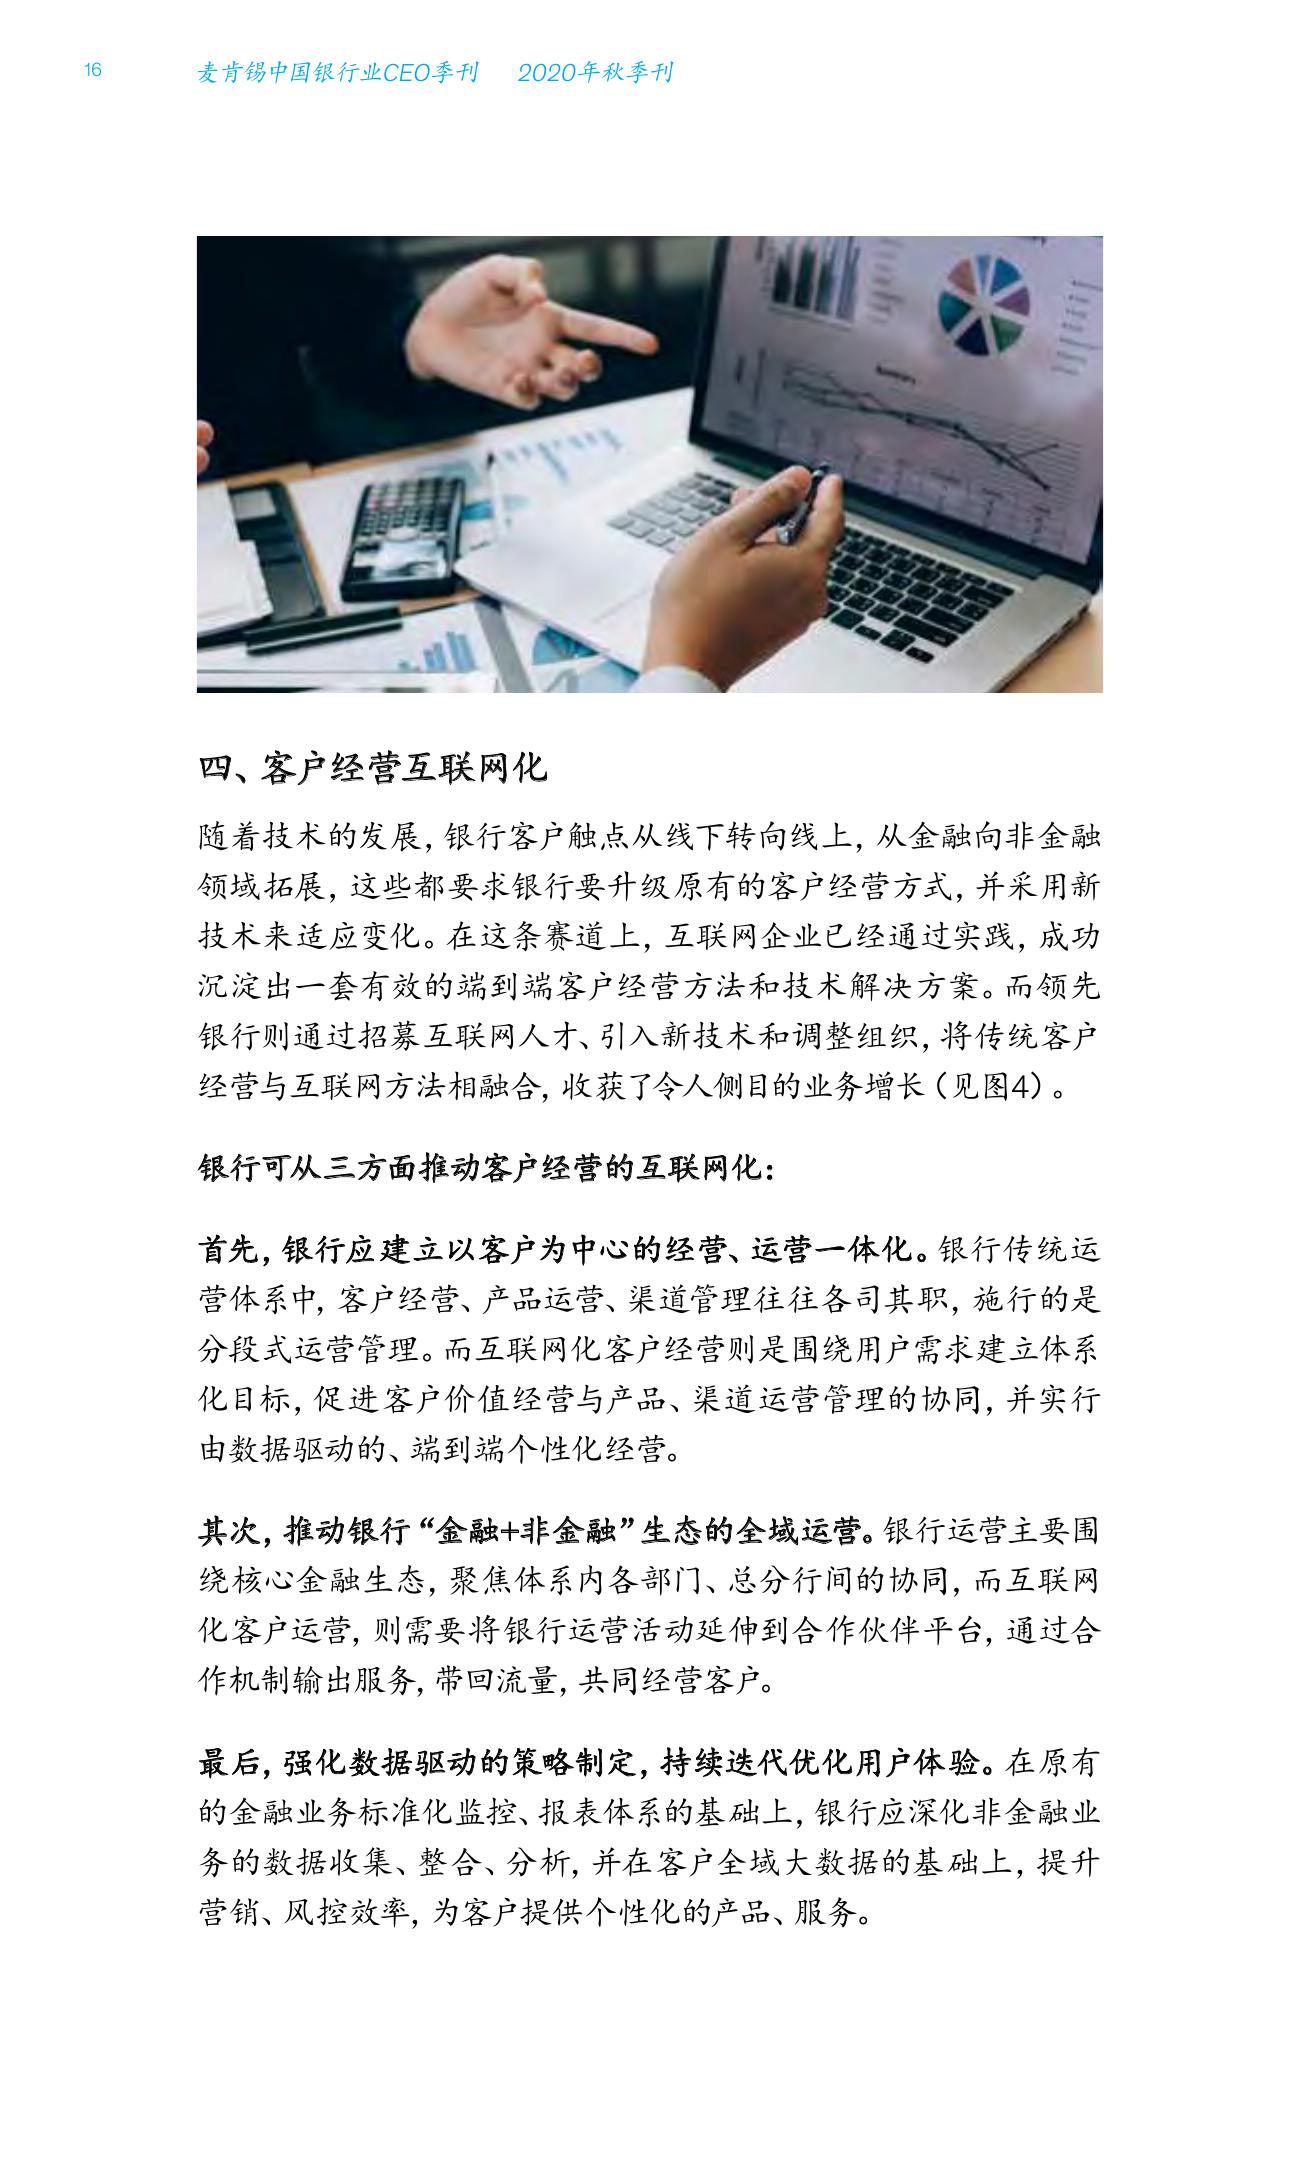 16
麦肯锡中国银行业CEO季刊 2020年秋季刊
Summary
四、客户经营互联网化
随着技术的发展，银行客户触点从线下转向线上，从金融向非金融
领域拓展，这些都要求银行要升级原有的客户经营方式，并采用新
技术来适应变化。在这条赛道上，互联网企业已经通过实践，成功
沉淀出一套有效的端到端客户经营方法和技术解决方案。而领先
银行则通过招募互联网人才、引入新技术和调整组织，将传统客户
经营与互联网方法相融合，收获了令人侧目的业务增长（见图4）。
银行可从三方面推动客户经营的互联网化：
首先，银行应建立以客户为中心的经营、运营一体化。银行传统运
营体系中，客户经营、产品运营、渠道管理往往各司其职，施行的是
分段式运营管理。而互联网化客户经营则是围绕用户需求建立体系
化目标，促进客户价值经营与产品、渠道运营管理的协同，并实行
由数据驱动的、端到端个性化经营。
其次，推动银行“金融+非金融”生态的全域运营。银行运营主要围
绕核心金融生态，聚焦体系内各部门、总分行间的协同，而互联网
化客户运营，则需要将银行运营活动延伸到合作伙伴平台，通过合
作机制输出服务，带回流量，共同经营客户。
最后，强化数据驱动的策略制定，持续迭代优化用户体验。在原有
的金融业务标准化监控、报表体系的基础上，银行应深化非金融业
务的数据收集、整合、分析，并在客户全域大数据的基础上，提升
营销、风控效率，为客户提供个性化的产品、服务。